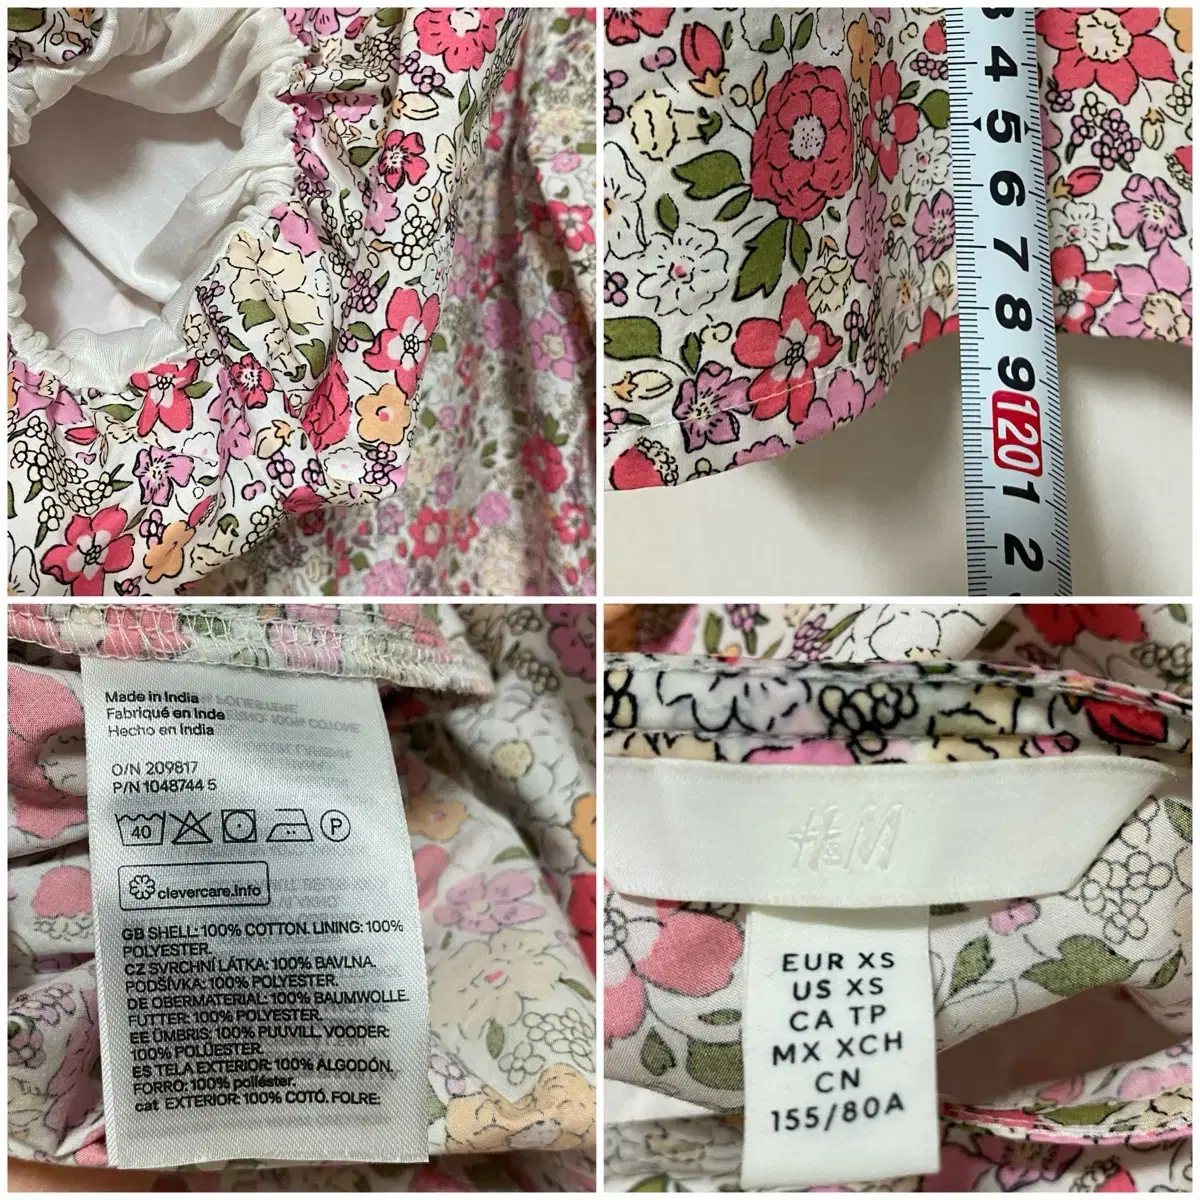 3
4
5
6
7
8
9
120
1
2
Made in India
Fabriqué en Inde
Hecho en India
O/N 209817
P/N 1048744 5
40
P
clevercare.info
GB SHELL: 100% COTTON. LINING: 100%
POLYESTER.
CZ SVRCHNÍ LÁTKA: 100% BAVLNA.
PODŠÍVKA: 100% POLYESTER.
DE OBERMATERIAL: 100% BAUMWOLLE.
FUTTER: 100% POLYESTER.
EE ÜMBRIS: 100% PUUVILL. VOODER:
100% POLÜESTER.
ES TELA EXTERIOR: 100% ALGODÓN.
FORRO: 100% poliéster.
cat EXTERIOR: 100% COTÓ. FOLRE:
H&M
EUR XS
US XS
CA TP
MX XCH
CN
155/80A